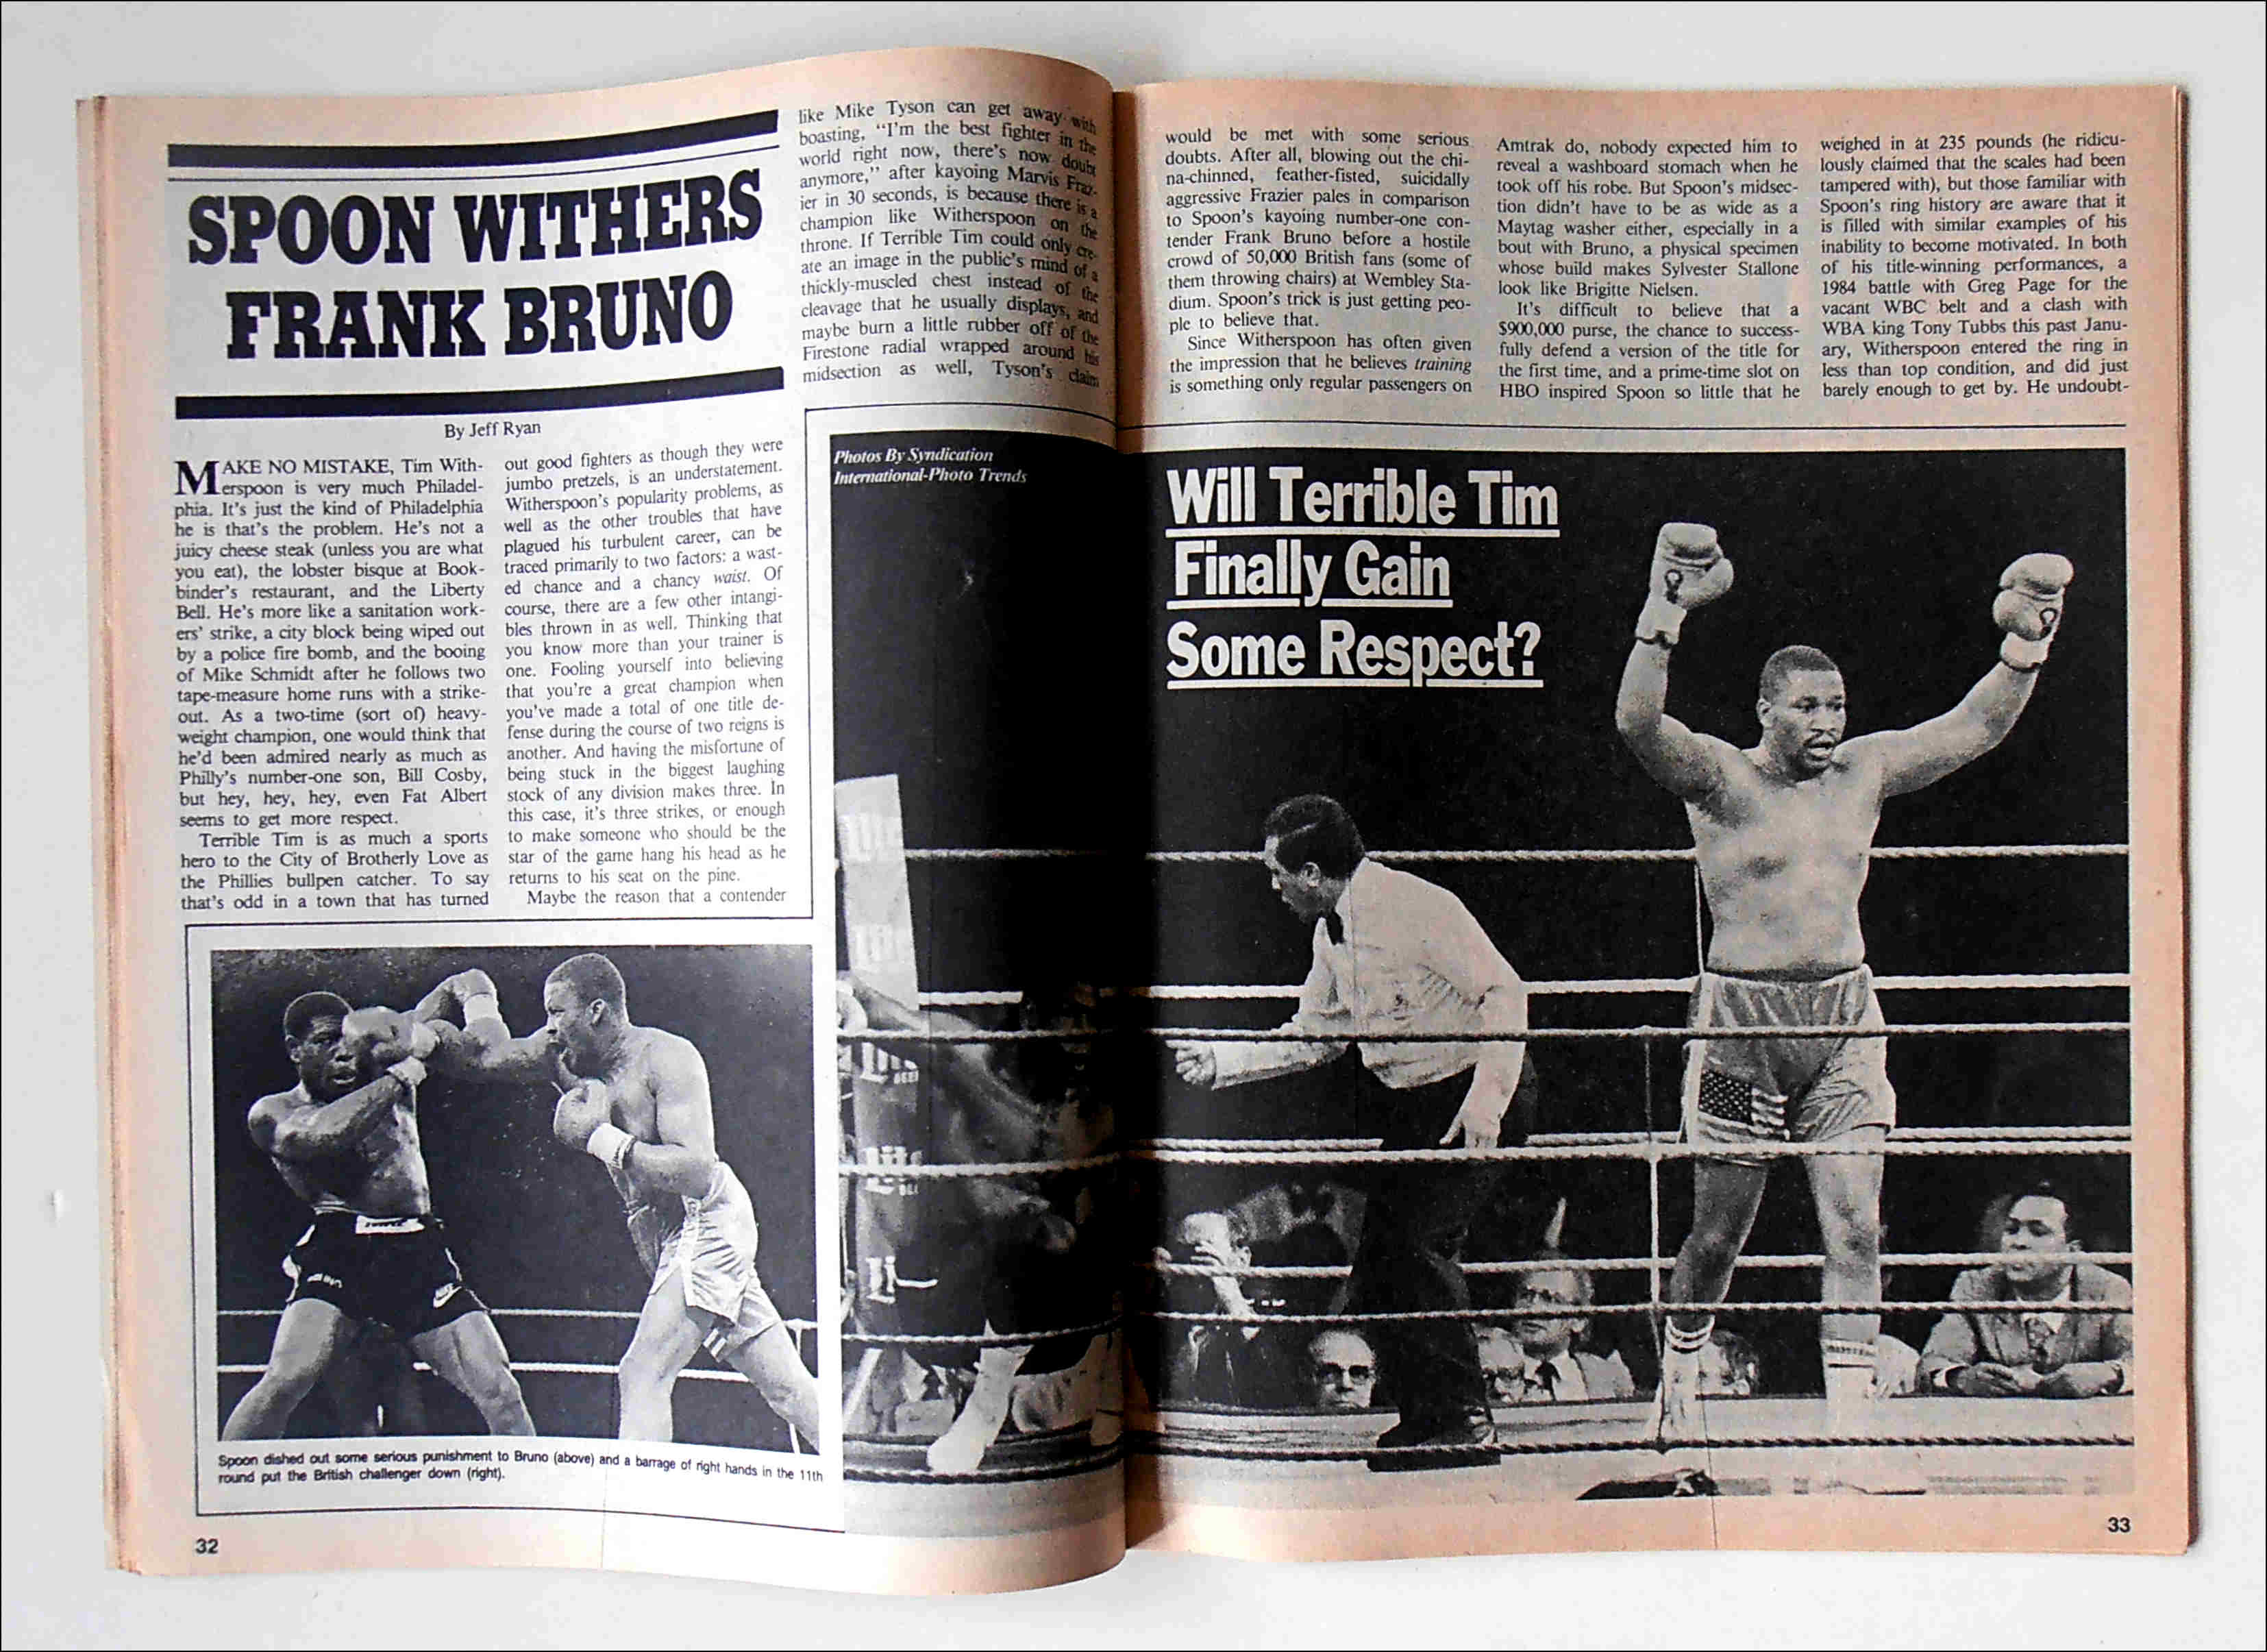 SPOON WITHERS
FRANK BRUNO
By Jeff Ryan
MAKE NO MISTAKE, Tim With-
erspoon is very much Philadel-
phia. It's just the kind of Philadelphia
he is that's the problem. He's not a
juicy cheese steak (unless you are what
you eat), the lobster bisque at Book-
binder's restaurant, and the Liberty
Bell. He's more like a sanitation work-
ers' strike, a city block being wiped out
by a police fire bomb, and the booing
of Mike Schmidt after he follows two
tape-measure home runs with a strike-
out. As a two-time (sort of) heavy-
weight champion, one would think that
he'd been admired nearly as much as
Philly's number-one son, Bill Cosby,
but hey, hey, hey, even Fat Albert
seems to get more respect.
Terrible Tim is as much a sports
hero to the City of Brotherly Love as
the Phillies bullpen catcher. To say
that's odd in a town that has turned
out good fighters as though they were
jumbo pretzels, is an understatement.
Witherspoon's popularity problems, as
well as the other troubles that have
plagued his turbulent career, can be
traced primarily to two factors: a wast-
ed chance and a chancy waist. Of
course, there are a few other intangi-
bles thrown in as well. Thinking that
you know more than your trainer is
one. Fooling yourself into believing
that you're a great champion when
you've made a total of one title de-
fense during the course of two reigns is
another. And having the misfortune of
being stuck in the biggest laughing
stock of any division makes three. In
this case, it's three strikes, or enough
to make someone who should be the
star of the game hang his head as he
returns to his seat on the pine.
Maybe the reason that a contender
like Mike Tyson can get away with
boasting, "I'm the best fighter in the
world right now, there's now doubt
anymore," after kayoing Marvis Fraz-
ier in 30 seconds, is because there is a
champion like Witherspoon on the
throne. If Terrible Tim could only cre-
ate an image in the public's mind of a
thickly-muscled chest instead of the
cleavage that he usually displays, and
maybe burn a little rubber off of the
Firestone radial wrapped around his
midsection as well, Tyson's claim
would be met with some serious
doubts. After all, blowing out the chi-
na-chinned, feather-fisted, suicidally
aggressive Frazier pales in comparison
to Spoon's kayoing number-one con-
tender Frank Bruno before a hostile
crowd of 50,000 British fans (some of
them throwing chairs) at Wembley Sta-
dium. Spoon's trick is just getting peo-
ple to believe that.
Since Witherspoon has often given
the impression that he believes training
is something only regular passengers on
Amtrak do, nobody expected him to
reveal a washboard stomach when he
took off his robe. But Spoon's midsec-
tion didn't have to be as wide as a
Maytag washer either, especially in a
bout with Bruno, a physical specimen
whose build makes Sylvester Stallone
look like Brigitte Nielsen.
It's difficult to believe that a
$900,000 purse, the chance to success-
fully defend a version of the title for
the first time, and a prime-time slot on
HBO inspired Spoon so little that he
weighed in at 235 pounds (he ridicu-
lously claimed that the scales had been
tampered with), but those familiar with
Spoon's ring history are aware that it
is filled with similar examples of his
inability to become motivated. In both
of his title-winning performances, a
1984 battle with Greg Page for the
vacant WBC belt and a clash with
WBA king Tony Tubbs this past Janu-
ary, Witherspoon entered the ring in
less than top condition, and did just
barely enough to get by. He undoubt-
Photos By Syndication
International-Photo Trends
Will Terrible Tim
Finally Gain
Some Respect?
Spoon dished out some serious punishment to Bruno (above) and a barrage of right hands in the 11th
round put the British challenger down (right).
32
33